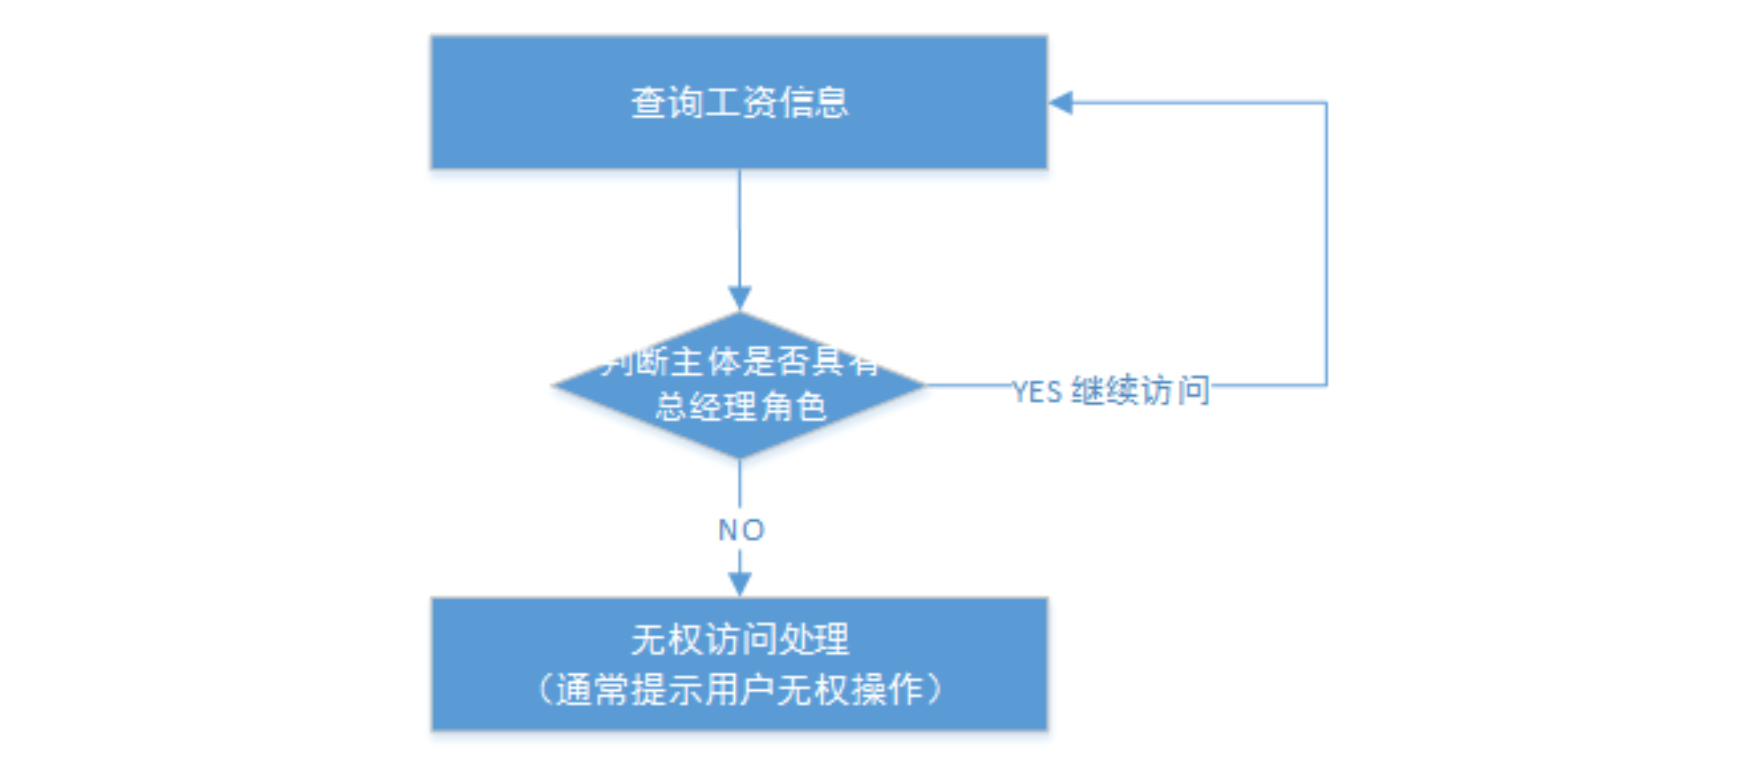 查询工资信息
判断主体是否具有
总经理角色
YES 继续访问
NO
无权访问处理
（通常提示用户无权操作）